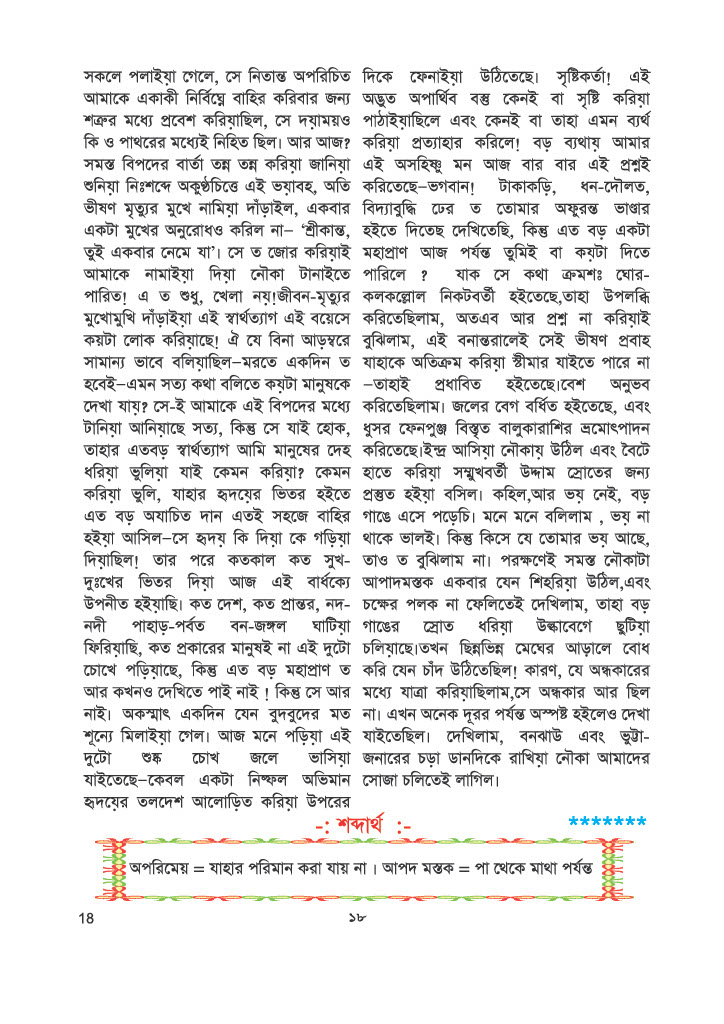 সকলে পলাইয়া গেলে, সে নিতান্ত অপরিচিত
আমাকে একাকী নির্বিঘ্নে বাহির করিবার জন্য
শত্রুর মধ্যে প্রবেশ করিয়াছিল, সে দয়াময়ও
কি ও পাথরের মধ্যেই নিহিত ছিল। আর আজ?
সমস্ত বিপদের বার্তা তন্ন তন্ন করিয়া জানিয়া
শুনিয়া নিঃশব্দে অকুণ্ঠচিত্তে এই ভয়াবহ, অতি
ভীষণ মৃত্যুর মুখে নামিয়া দাঁড়াইল, একবার
একটা মুখের অনুরোধও করিল না– ‘শ্রীকান্ত,
তুই একবার নেমে যা’। সে ত জোর করিয়াই
আমাকে নামাইয়া দিয়া নৌকা টানাইতে
পারিত! এ ত শুধু, খেলা নয়!জীবন-মৃত্যুর
মুখোমুখি দাঁড়াইয়া এই স্বার্থত্যাগ এই বয়েসে
কয়টা লোক করিয়াছে! ঐ যে বিনা আড়ম্বরে
সামান্য ভাবে বলিয়াছিল–মরতে একদিন ত
হবেই–এমন সত্য কথা বলিতে কয়টা মানুষকে
দেখা যায়? সে-ই আমাকে এই বিপদের মধ্যে
টানিয়া আনিয়াছে সত্য, কিন্তু সে যাই হোক,
তাহার এতবড় স্বার্থত্যাগ আমি মানুষের দেহ
ধরিয়া ভুলিয়া যাই কেমন করিয়া? কেমন
করিয়া ভুলি, যাহার হৃদয়ের ভিতর হইতে
এত বড় অযাচিত দান এতই সহজে বাহির
হইয়া আসিল–সে হৃদয় কি দিয়া কে গড়িয়া
দিয়াছিল! তার পরে কতকাল কত সুখ-
দুঃখের ভিতর দিয়া আজ এই বার্ধক্যে
উপনীত হইয়াছি। কত দেশ, কত প্রান্তর, নদ-
নদী পাহাড়-পর্বত বন-জঙ্গল ঘাটিয়া
ফিরিয়াছি, কত প্রকারের মানুষই না এই দুটো
চোখে পড়িয়াছে, কিন্তু এত বড় মহাপ্রাণ ত
আর কখনও দেখিতে পাই নাই ! কিন্তু সে আর
নাই। অকস্মাৎ একদিন যেন বুদবুদের মত
শূন্যে মিলাইয়া গেল। আজ মনে পড়িয়া এই
দুটো শুষ্ক চোখ জলে ভাসিয়া
যাইতেছে–কেবল একটা নিষ্ফল অভিমান
হৃদয়ের তলদেশ আলোড়িত করিয়া উপরের
দিকে ফেনাইয়া উঠিতেছে। সৃষ্টিকর্তা! এই
অদ্ভুত অপার্থিব বস্তু কেনই বা সৃষ্টি করিয়া
পাঠাইয়াছিলে এবং কেনই বা তাহা এমন ব্যর্থ
করিয়া প্রত্যাহার করিলে! বড় ব্যথায় আমার
এই অসহিষ্ণু মন আজ বার বার এই প্রশ্নই
করিতেছে–ভগবান! টাকাকড়ি, ধন-দৌলত,
বিদ্যাবুদ্ধি ঢের ত তোমার অফুরন্ত ভাণ্ডার
হইতে দিতেছ দেখিতেছি, কিন্তু এত বড় একটা
মহাপ্রাণ আজ পর্যন্ত তুমিই বা কয়টা দিতে
পারিলে ? যাক সে কথা ক্রমশঃ ঘোর-
কলকল্লোল নিকটবর্তী হইতেছে,তাহা উপলব্ধি
করিতেছিলাম, অতএব আর প্রশ্ন না করিয়াই
বুঝিলাম, এই বনান্তরালেই সেই ভীষণ প্রবাহ
যাহাকে অতিক্রম করিয়া স্টীমার যাইতে পারে না
–তাহাই প্রধাবিত হইতেছে।বেশ অনুভব
করিতেছিলাম। জলের বেগ বর্ধিত হইতেছে, এবং
ধুসর ফেনপুঞ্জ বিস্তৃত বালুকারাশির ভ্রমোৎপাদন
করিতেছে।ইন্দ্র আসিয়া নৌকায় উঠিল এবং বৈটে
হাতে করিয়া সম্মুখবর্তী উদ্দাম স্রোতের জন্য
প্রস্তুত হইয়া বসিল। কহিল,আর ভয় নেই, বড়
গাঙে এসে পড়েচি। মনে মনে বলিলাম , ভয় না
থাকে ভালই। কিন্তু কিসে যে তোমার ভয় আছে,
তাও ত বুঝিলাম না। পরক্ষণেই সমস্ত নৌকাটা
আপাদমস্তক একবার যেন শিহরিয়া উঠিল,এবং
চক্ষের পলক না ফেলিতেই দেখিলাম, তাহা বড়
গাঙের স্রোত ধরিয়া উল্কাবেগে ছুটিয়া
চলিয়াছে।তখন ছিন্নভিন্ন মেঘের আড়ালে বোধ
করি যেন চাঁদ উঠিতেছিল! কারণ, যে অন্ধকারের
মধ্যে যাত্রা করিয়াছিলাম,সে অন্ধকার আর ছিল
না। এখন অনেক দূরর পর্যন্ত অস্পষ্ট হইলেও দেখা
যাইতেছিল। দেখিলাম, বনঝাউ এবং ভুট্টা-
জনারের চড়া ডানদিকে রাখিয়া নৌকা আমাদের
সোজা চলিতেই লাগিল।
*******
-: শব্দার্থ :-
অপরিমেয় = যাহার পরিমান করা যায় না । আপদ মস্তক = পা থেকে মাথা পর্যন্ত
18
১৮